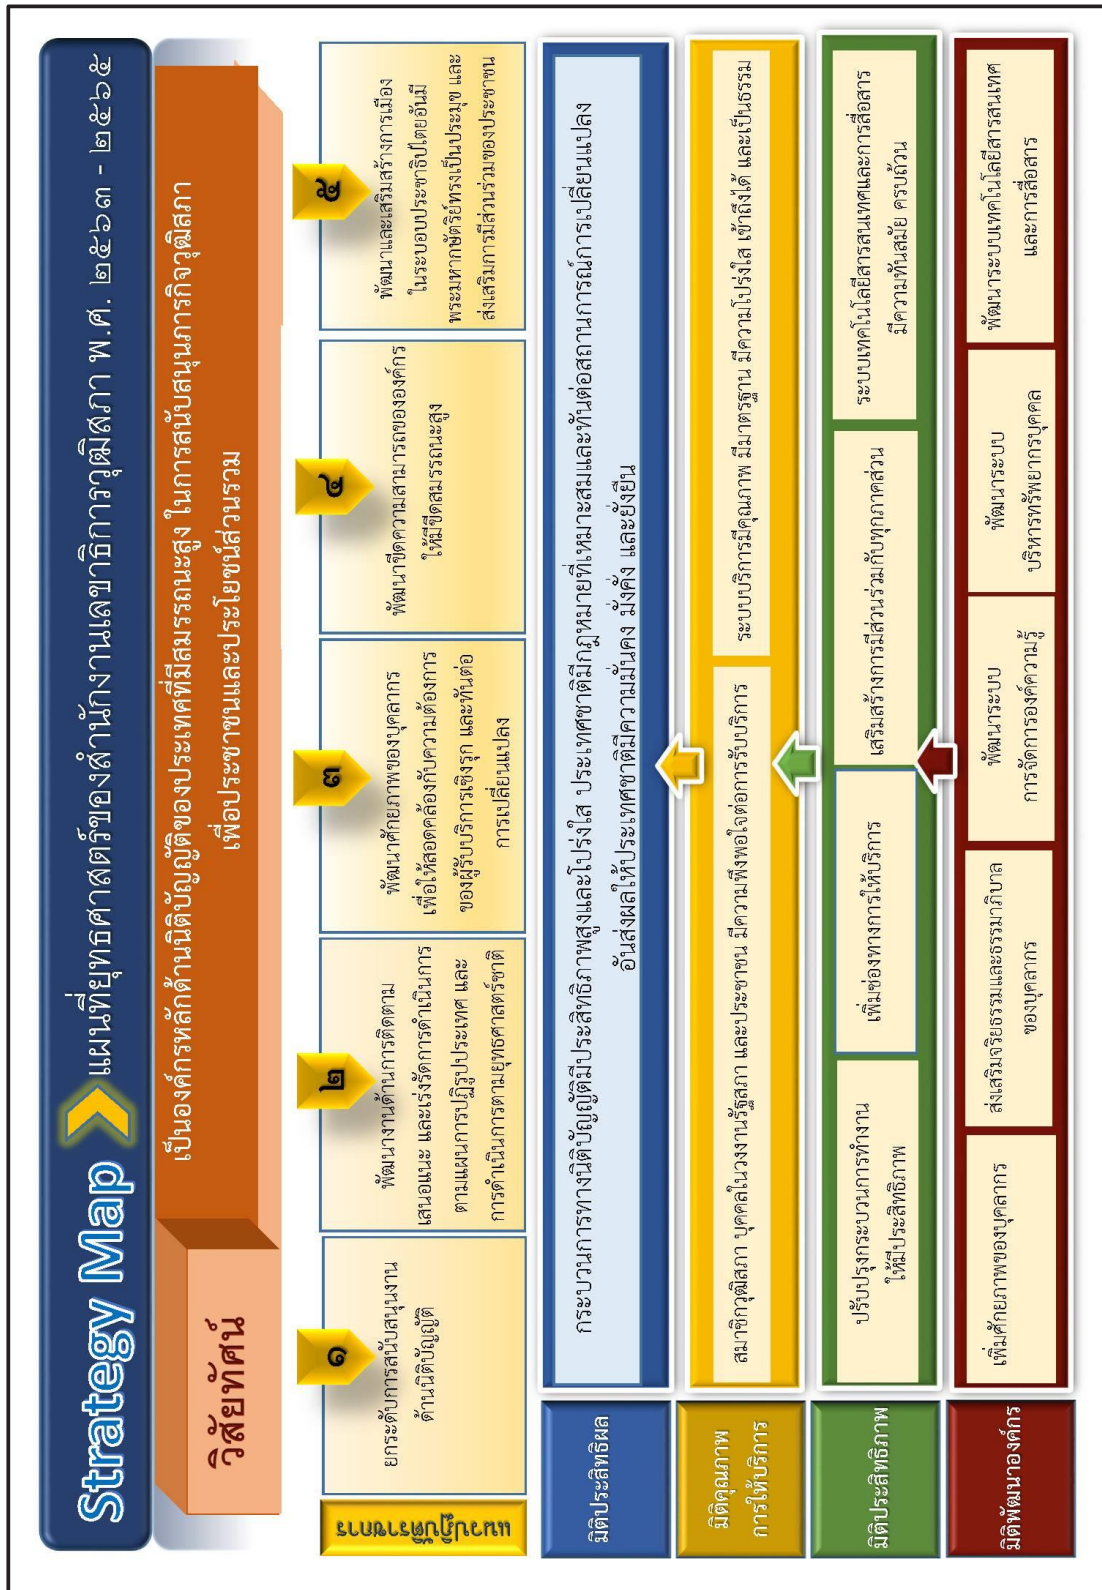 Strategy Map แผนที่ยุทธศาสตร์ของสำนักงานเลขาธิการวุฒิสภา พ.ศ. ๒๕๖๓ - ๒๕๖๕
วิสัยทัศน์
เป็นองค์กรหลักด้านนิติบัญญัติของประเทศที่มีสมรรถนะสูง ในการสนับสนุนภารกิจวุฒิสภา
เพื่อประชาชนและประโยชน์ส่วนรวม
แนวปฏิบัติราชการ
๑
ยกระดับการสนับสนุนงาน
ด้านนิติบัญญัติ
๒
พัฒนางานด้านการติดตาม
เสนอแนะ และเร่งรัดการดำเนินการ
ตามแผนการปฏิรูปประเทศ และ
การดำเนินการตามยุทธศาสตร์ชาติ
๓
พัฒนาศักยภาพของบุคลากร
เพื่อให้สอดคล้องกับความต้องการ
ของผู้รับบริการเชิงรุก และทันต่อ
การเปลี่ยนแปลง
๔
พัฒนาขีดความสามารถขององค์กร
ให้มีขีดสมรรถนะสูง
๕
พัฒนาและเสริมสร้างการเมือง
ในระบอบประชาธิปไตยอันมี
พระมหากษัตริย์ทรงเป็นประมุข และ
ส่งเสริมการมีส่วนร่วมของประชาชน
มิติประสิทธิผล
กระบวนการทางนิติบัญญัติมีประสิทธิภาพสูงและโปร่งใส ประเทศชาติมีกฎหมายที่เหมาะสมและทันต่อสถานการณ์การเปลี่ยนแปลง
อันส่งผลให้ประเทศชาติมีความมั่นคง มั่งคั่ง และยั่งยืน
มิติคุณภาพ
การให้บริการ
สมาชิกวุฒิสภา บุคคลในวงงานรัฐสภา และประชาชน มีความพึงพอใจต่อการรับบริการ
ระบบบริการมีคุณภาพ มีมาตรฐาน มีความโปร่งใส เข้าถึงได้ และเป็นธรรม
มิติประสิทธิภาพ
ปรับปรุงกระบวนการทำงาน
ให้มีประสิทธิภาพ
เพิ่มช่องทางการให้บริการ
เสริมสร้างการมีส่วนร่วมกับทุกภาคส่วน
ระบบเทคโนโลยีสารสนเทศและการสื่อสาร
มีความทันสมัย ครบถ้วน
มิติพัฒนาองค์กร
เพิ่มศักยภาพของบุคลากร
ส่งเสริมจริยธรรมและธรรมาภิบาล
ของบุคลากร
พัฒนาระบบ
การจัดการองค์ความรู้
พัฒนาระบบ
บริหารทรัพยากรบุคคล
พัฒนาระบบเทคโนโลยีสารสนเทศ
และการสื่อสาร